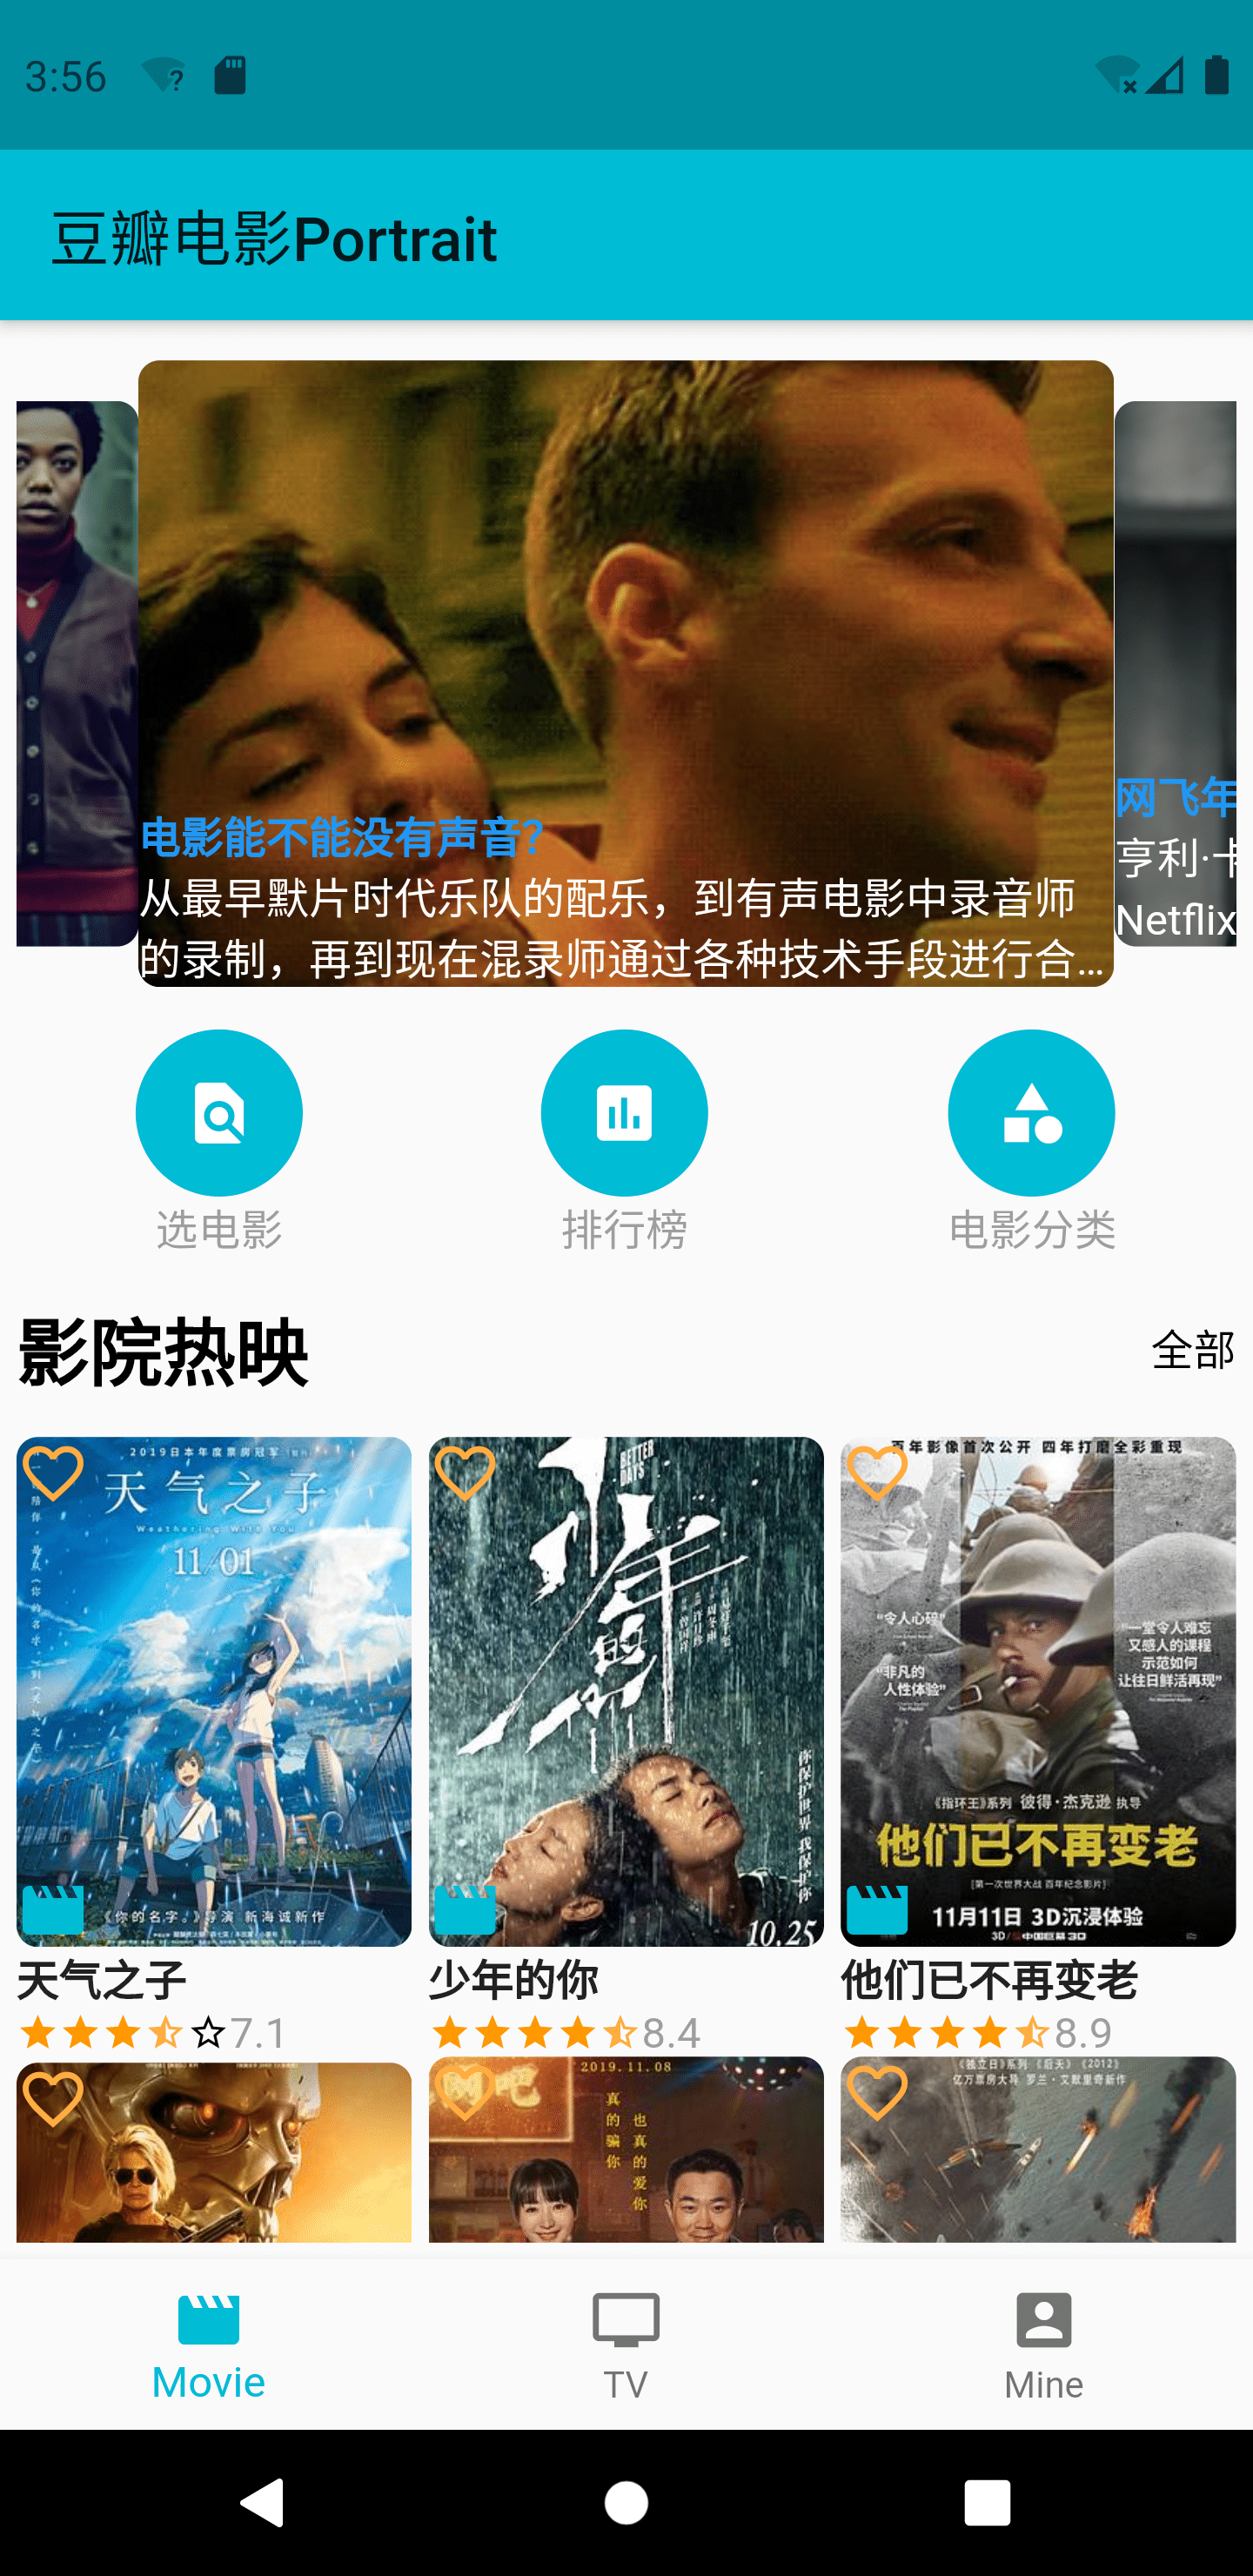 3:56
豆瓣电影Portrait
电影能不能没有声音？
从最早默片时代乐队的配乐，到有声电影中录音师
的录制，再到现在混录师通过各种技术手段进行合...
网飞年
亨利·卡
Netflix
选电影
排行榜
电影分类
影院热映
全部
2019日本年度票房冠军
天气之子
Weathering With You
11/01
《你的名字。》导演 新海诚新作
BETTER DAYS
少年的你
你保护世界 我保护你
10.25
百年影像首次公开 四年打磨全彩重现
“令人心碎”
“非凡的
人性体验”
“一堂令人难忘
又感人的课程
示范如何
让往日鲜活再现”
《指环王》系列 彼得·杰克逊 执导
他们已不再变老
[第一次世界大战 百年纪念影片]
11月11日 3D沉浸体验
天气之子
7.1
少年的你
8.4
他们已不再变老
8.9
2019.11.08
真的骗你
也真的爱你
《独立日》系列 《后天》 《2012》
亿万票房大导 罗兰·艾默里奇新作
Movie
TV
Mine